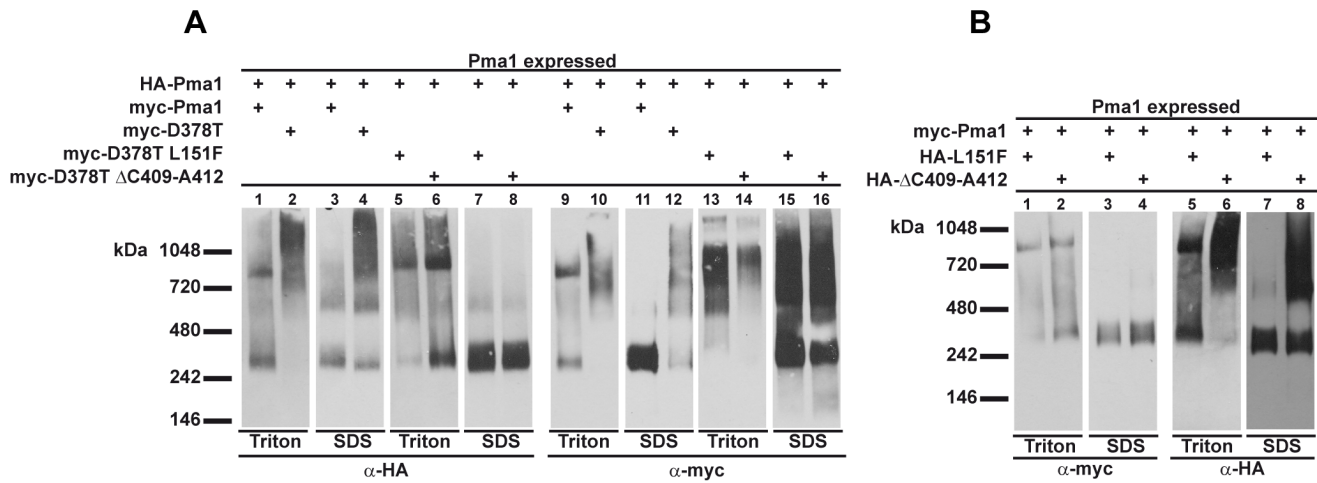 A
Pma1 expressed
HA-Pma1 + + + + + + + + + + + + + + + +
myc-Pma1 + + + +
myc-D378T + + + +
myc-D378T L151F + + + +
myc-D378T ΔC409-A412 + + + +
1 2 3 4 5 6 7 8 9 10 11 12 13 14 15 16
kDa 1048
720
480
242
146
Triton SDS Triton SDS Triton SDS Triton SDS
α-HA α-myc
B
Pma1 expressed
myc-Pma1 + + + + + + + +
HA-L151F + + + +
HA-ΔC409-A412 + + + +
1 2 3 4 5 6 7 8
kDa 1048
720
480
242
146
Triton SDS Triton SDS
α-myc α-HA